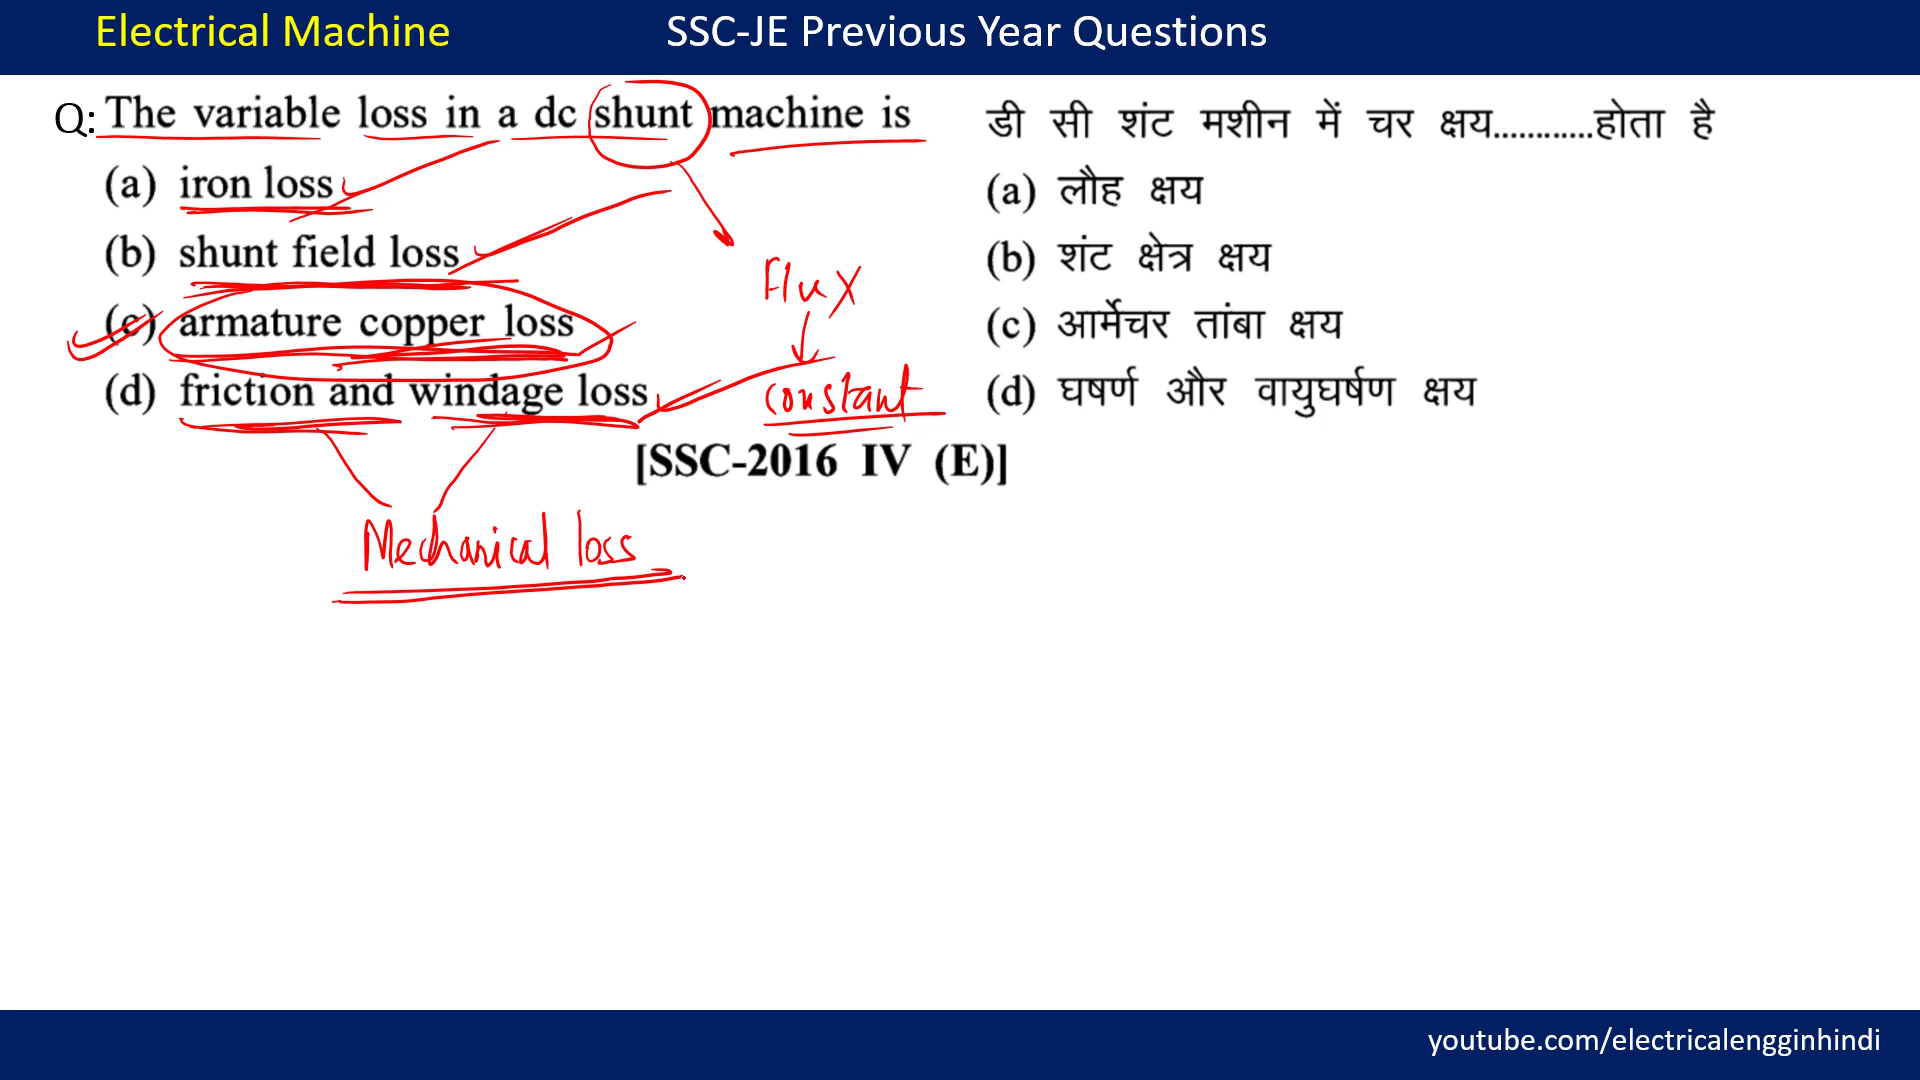 Electrical Machine
SSC-JE Previous Year Questions
Q: The variable loss in a dc shunt machine is
(a) iron loss
(b) shunt field loss
(c) armature copper loss
(d) friction and windage loss
[SSC-2016 IV (E)]
डी सी शंट मशीन में चर क्षय............होता है
(a) लौह क्षय
(b) शंट क्षेत्र क्षय
(c) आर्मेचर तांबा क्षय
(d) घषर्ण और वायुघर्षण क्षय
Flux
constant
Mechanical loss
youtube.com/electricalengginhindi